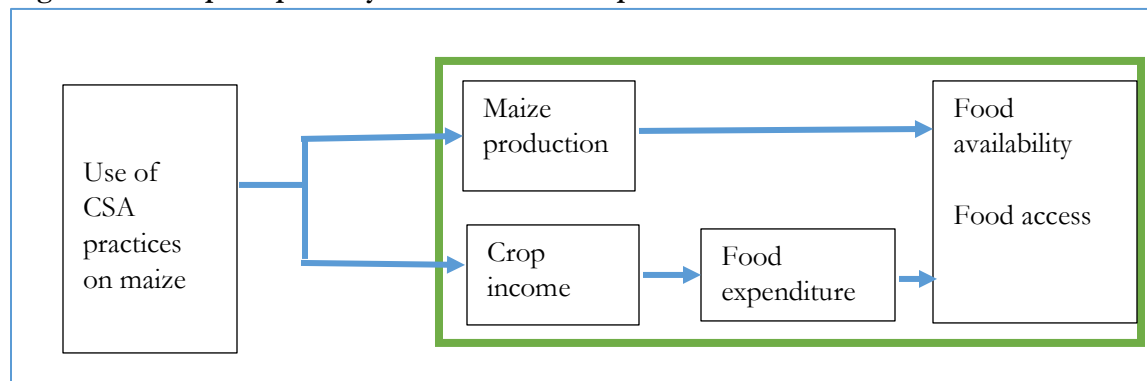 Use of
CSA
practices
on maize
Maize
production
Crop
income
Food
expenditure
Food
availability
Food access